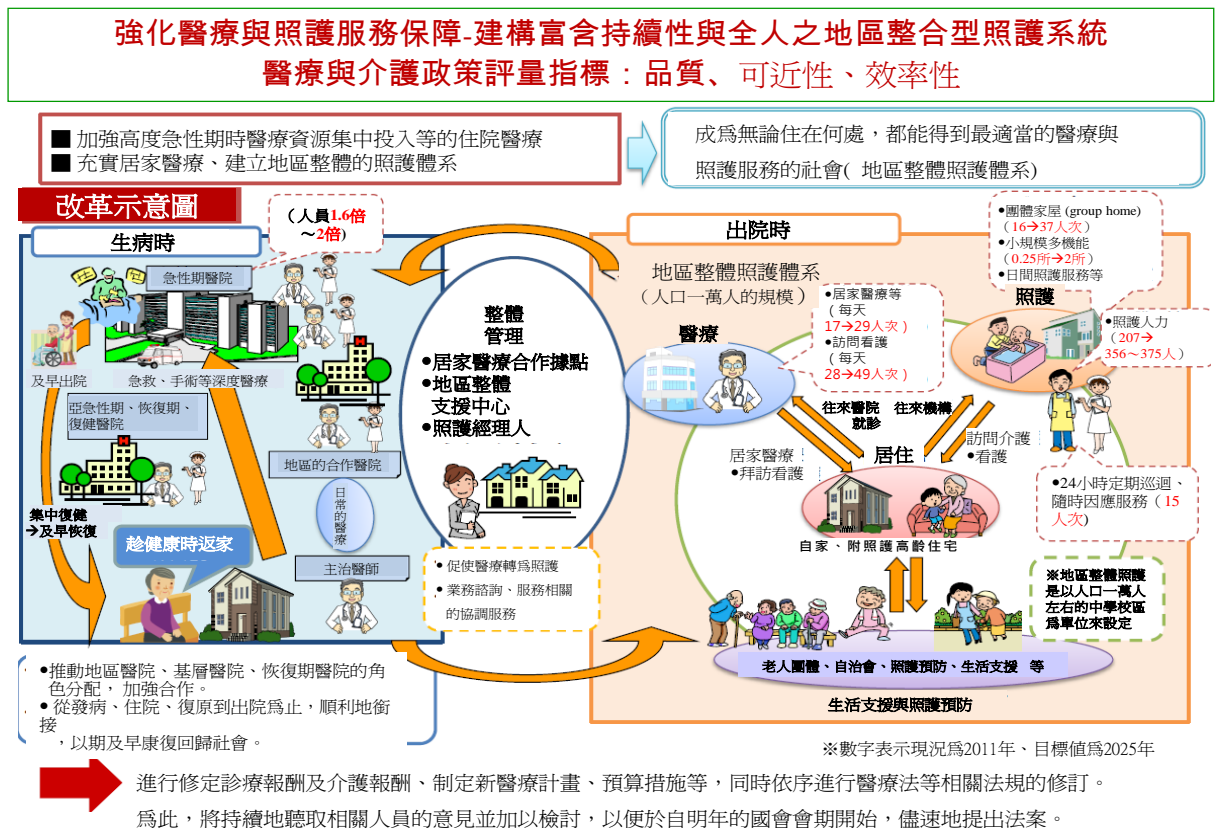 強化醫療與照護服務保障-建構富含持續性與全人之地區整合型照護系統
醫療與介護政策評量指標：品質、可近性、效率性
■ 加強高度急性期時醫療資源集中投入等的住院醫療
■ 充實居家醫療、建立地區整體的照護體系
成爲無論住在何處，都能得到最適當的醫療與
照護服務的社會( 地區整體照護體系)
改革示意圖
生病時
（人員1.6倍
～2倍)
急性期醫院
及早出院
急救、手術等深度醫療
亞急性期、恢復期、
復健醫院
地區的合作醫院
日常的醫療
集中復健
→及早恢復
趁健康時返家
主治醫師
●推動地區醫院、基層醫院、恢復期醫院的角
色分配， 加強合作。
● 從發病、住院、復原到出院爲止，順利地銜
接
，以期及早康復回歸社會。
整體
管理
●居家醫療合作據點
●地區整體
支援中心
●照護經理人
• 促使醫療轉爲照護
• 業務諮詢、服務相關
的協調服務
出院時
地區整體照護體系
（人口一萬人的規模）
醫療
●居家醫療等
（ 每天
17→29人次 ）
●訪問看護
（ 每天
28→49人次 ）
●團體家屋 (group home)
（16→37人次）
●小規模多機能
（0.25所→2所）
●日間照護服務等
照護
●照護人力
（207→
356～375人）
往來醫院
就診
往來機構
居家醫療
●拜訪看護
居住
訪問介護
●看護
●24小時定期巡迴、
隨時因應服務（15
人次)
自家、附照護高齡住宅
※地區整體照護
是以人口一萬人
左右的中學校區
爲單位來設定
老人團體、自治會、照護預防、生活支援 等
生活支援與照護預防
※數字表示現況爲2011年、目標値爲2025年
進行修定診療報酬及介護報酬、制定新醫療計畫、預算措施等，同時依序進行醫療法等相關法規的修訂。
爲此，將持續地聽取相關人員的意見並加以檢討，以便於自明年的國會會期開始，儘速地提出法案。